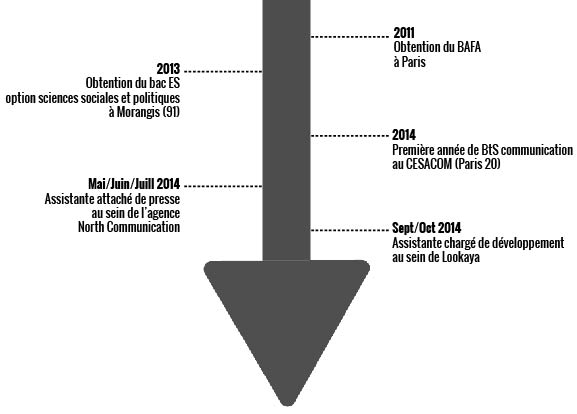 2011
Obtention du BAFA
à Paris
2013
Obtention du bac ES
option sciences sociales et politiques
à Morangis (91)
2014
Première année de BtS communication
au CESACOM (Paris 20)
Mai/Juin/Juill 2014
Assistante attaché de presse
au sein de l'agence
North Communication
Sept/Oct 2014
Assistante chargé de développement
au sein de Lookaya